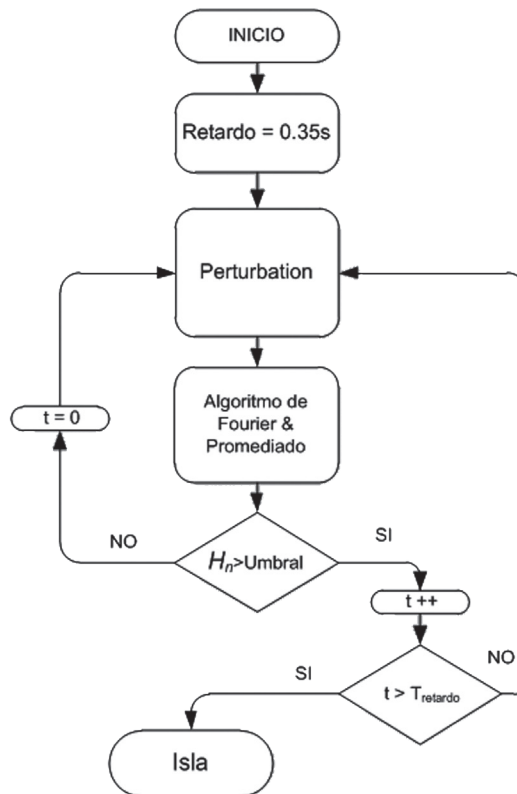 INICIO
Retardo = 0.35s
Perturbation
Algoritmo de
Fourier &
Promediado
t = 0
NO
Hn>Umbral
SI
t ++
SI
t > Tretardo
NO
Isla